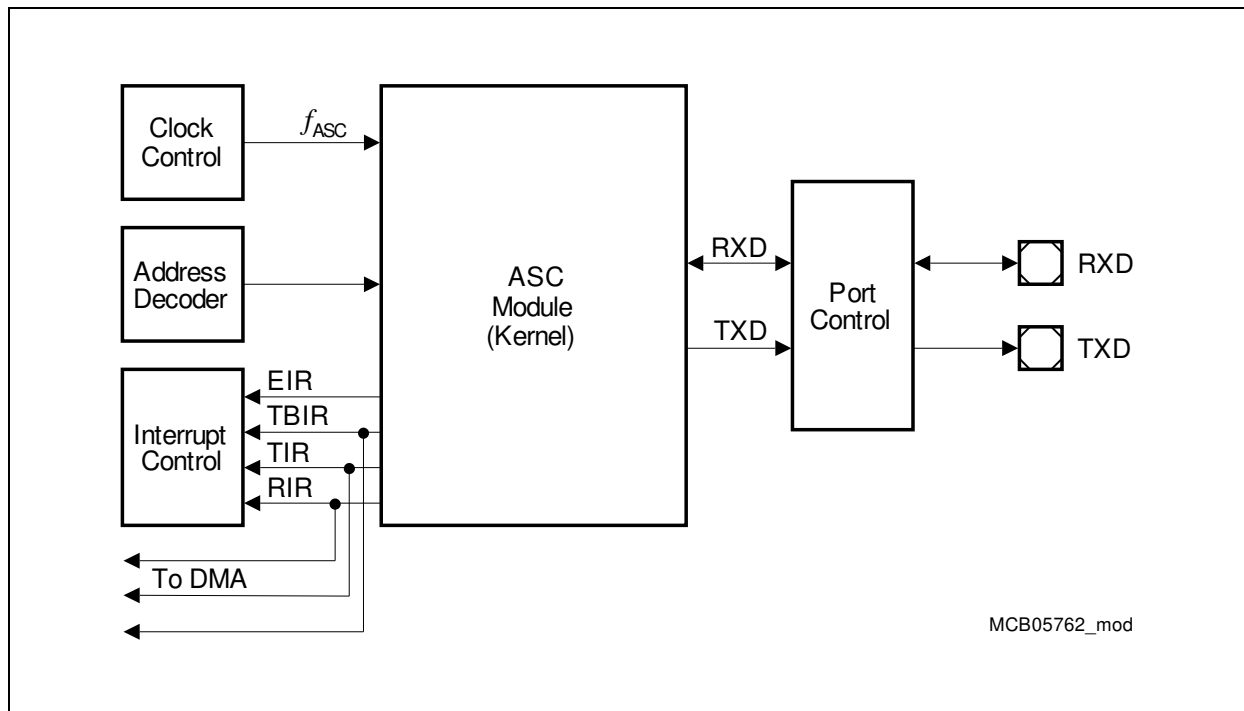 Clock
Control
fASC
Address
Decoder
ASC
Module
(Kernel)
RXD
TXD
Port
Control
RXD
TXD
Interrupt
Control
EIR
TBIR
TIR
RIR
To DMA
MCB05762_mod